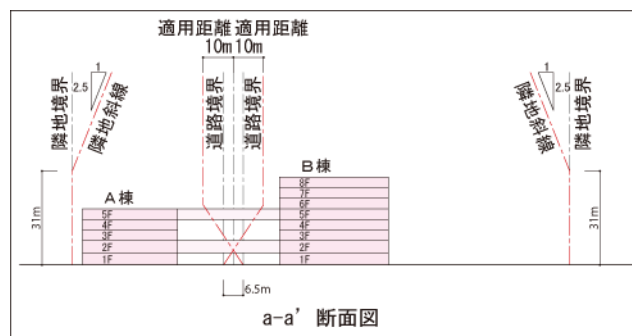 適用距離 適用距離
10m 10m
1
2.5
隣地境界
隣地斜線
道路境界
道路境界
1
2.5
隣地斜線
隣地境界
A棟
5F
4F
3F
2F
1F
B棟
8F
7F
6F
5F
4F
3F
2F
1F
31m
31m
6.5m
a-a’ 断面図